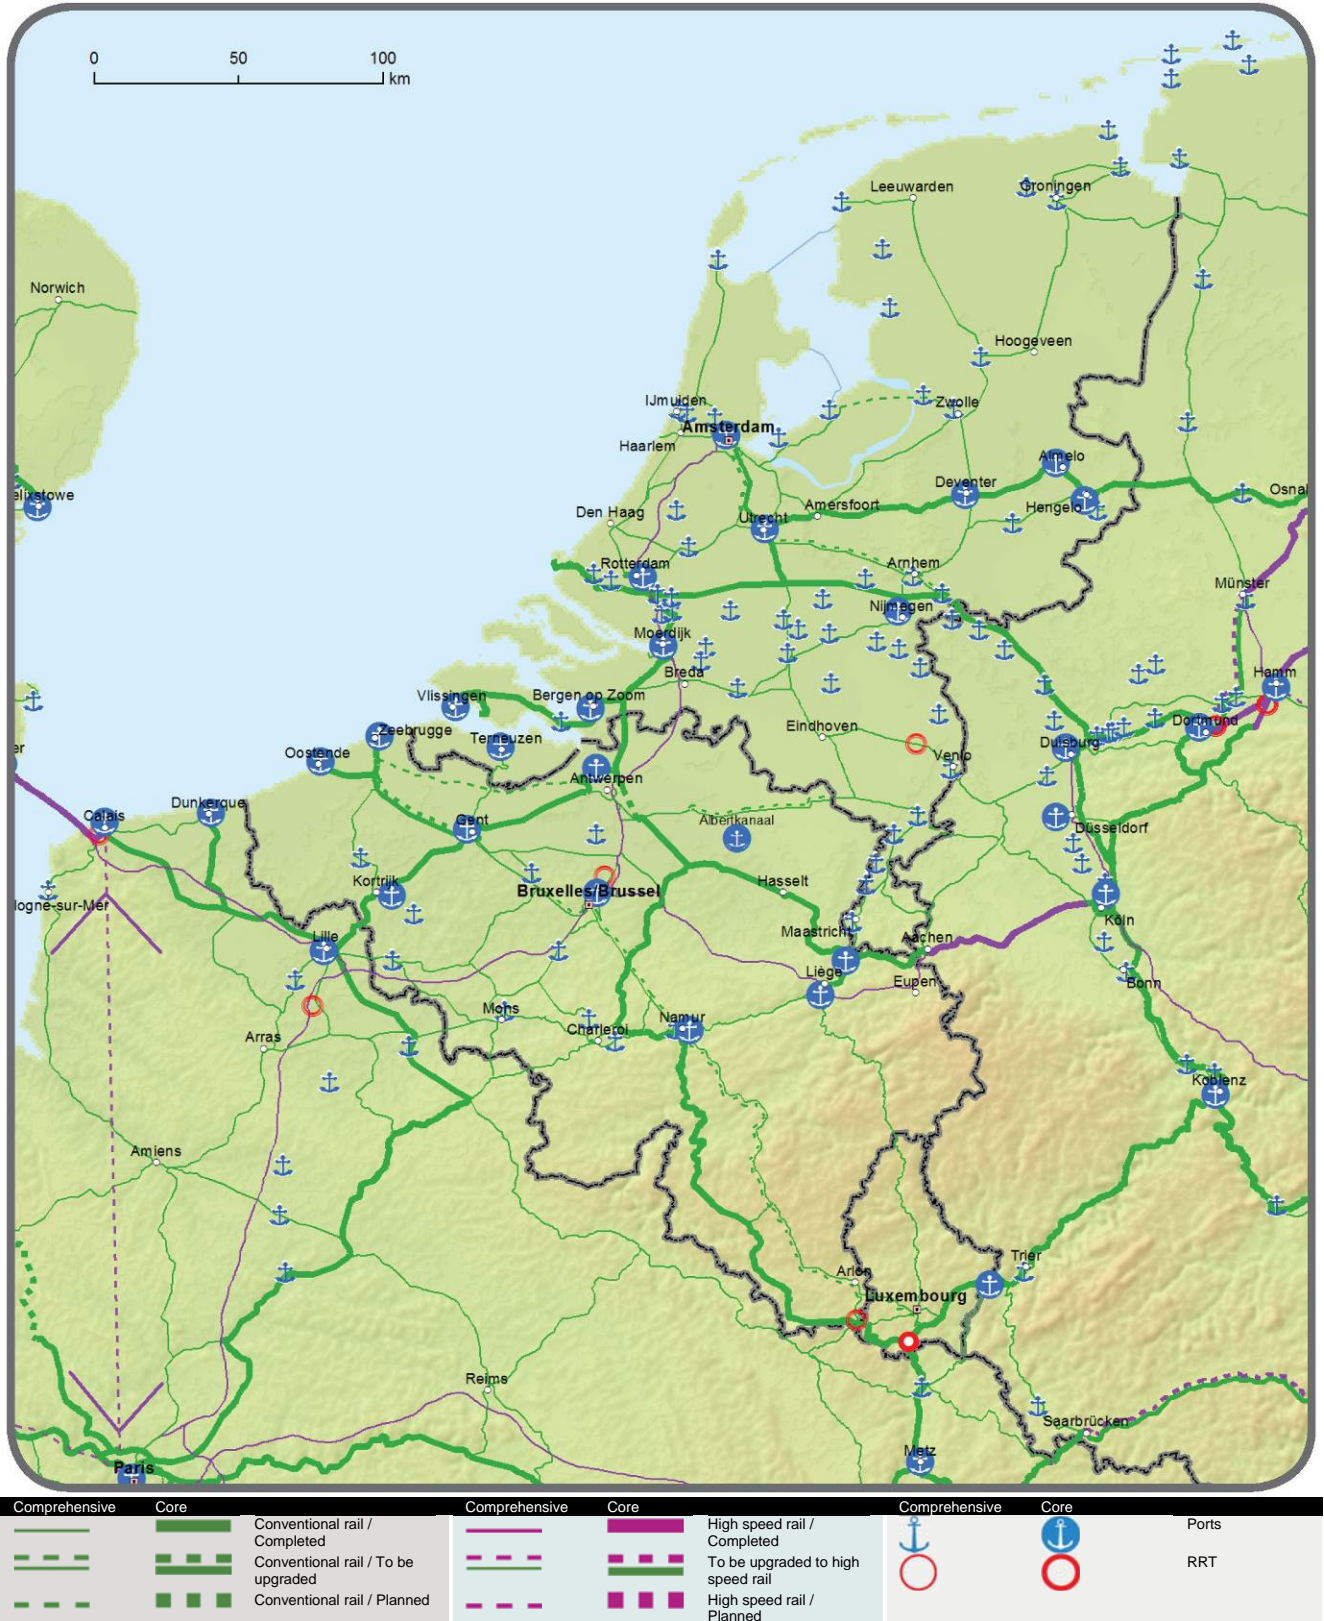 0 50 100
km
Leeuwarden
Groningen
Norwich
Hoogeveen
IJmuiden
Zwolle
Amsterdam
Haarlem
Almelo
Deventer
Osna
elixstowe
Hengelo
Amersfoort
Den Haag
Utrecht
Arnhem
Rotterdam
Münster
Nijmegen
Moerdijk
Breda
Hamm
Vlissingen
Bergen op Zoom
Dortmund
Eindhoven
Zeebrugge
Terneuzen
Duisburg
er
Oostende
Venlo
Antwerpen
Dunkerque
Calais
Gent
Albertkanaal
Düsseldorf
Kortrijk
Hasselt
Bruxelles/Brussel
logne-sur-Mer
Köln
Maastricht
Aachen
Lille
Liège
Eupen
Bonn
Mons
Namur
Charleroi
Arras
Koblenz
Amiens
Trier
Arlon
Luxembourg
Reims
Saarbrücken
Metz
Paris
Comprehensive Core
Conventional rail /
Completed
Conventional rail / To be
upgraded
Conventional rail / Planned
Comprehensive Core
High speed rail /
Completed
To be upgraded to high
speed rail
High speed rail /
Planned
Comprehensive Core
Ports
RRT